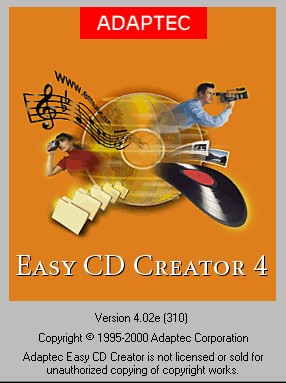 ADAPTEC
EASY CD CREATOR 4
Version 4.02e (310)
Copyright © 1995-2000 Adaptec Corporation
Adaptec Easy CD Creator is not licensed or sold for
unauthorized copying of copyright works.